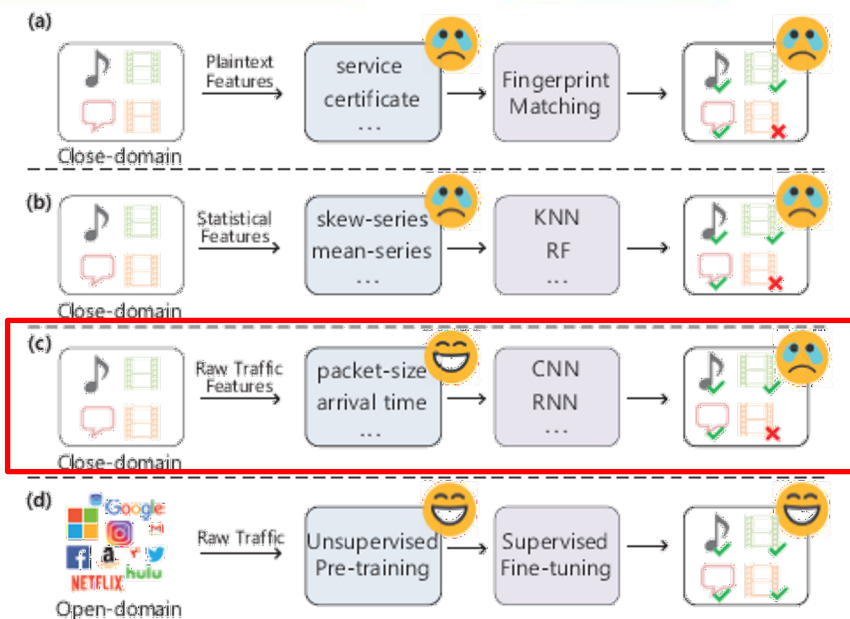 (a)
Plaintext
Features
service
certificate
...
Fingerprint
Matching
Close-domain
(b)
Statistical
Features
skew-series
mean-series
...
KNN
RF
...
Close-domain
(c)
Raw Traffic
Features
packet-size
arrival time
...
CNN
RNN
...
Close-domain
(d)
Google
f
a
Y
NETFLIX
hulu
Raw Traffic
Unsupervised
Pre-training
Supervised
Fine-tuning
Open-domain